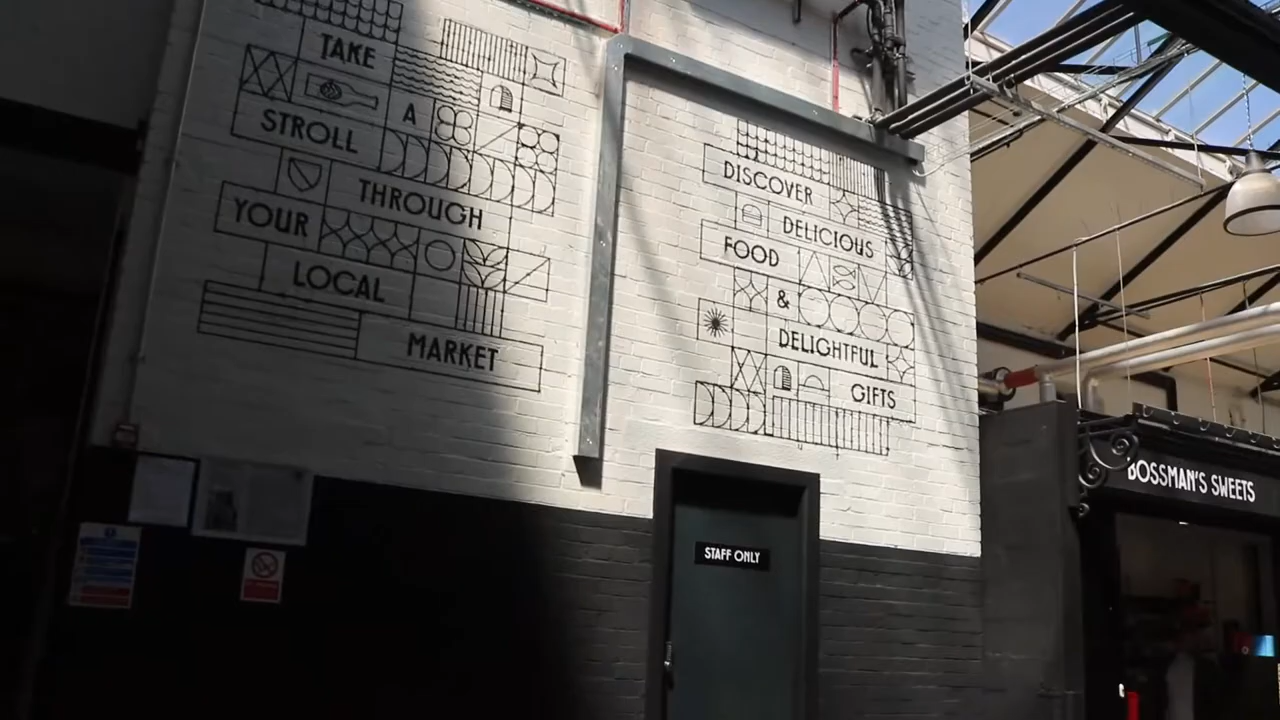 TAKE
A
STROLL
THROUGH
YOUR
LOCAL
MARKET
DISCOVER
DELICIOUS
FOOD
&
DELIGHTFUL
GIFTS
STAFF ONLY
BOSSMAN'S SWEETS